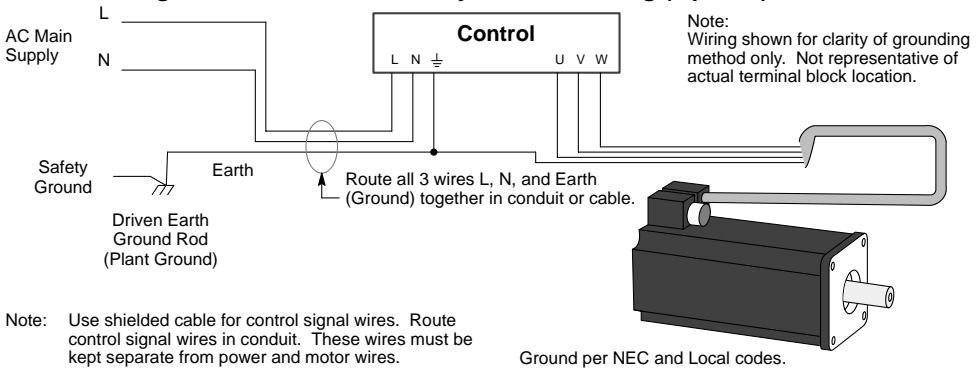 L
AC Main
Supply
N
Control
L N U V W
Note:
Wiring shown for clarity of grounding
method only. Not representative of
actual terminal block location.
Safety
Ground
Earth
Route all 3 wires L, N, and Earth
(Ground) together in conduit or cable.
Driven Earth
Ground Rod
(Plant Ground)
Note: Use shielded cable for control signal wires. Route
control signal wires in conduit. These wires must be
kept separate from power and motor wires.
Ground per NEC and Local codes.